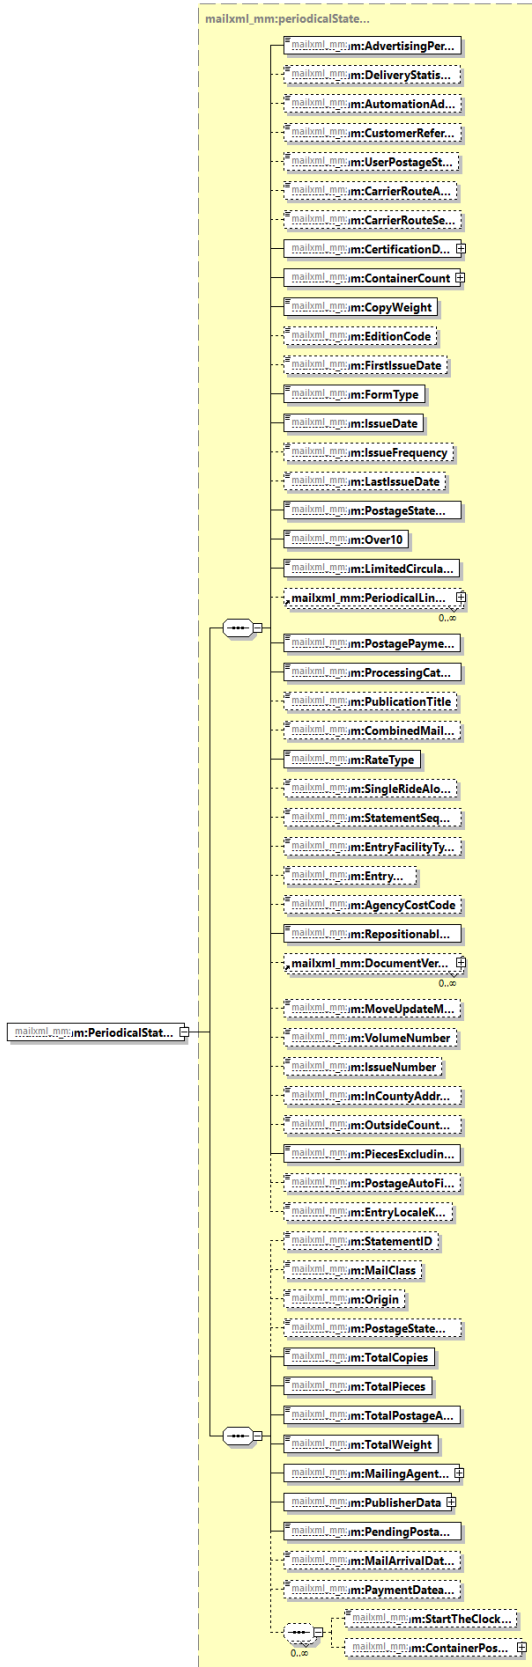 mailxml_mm:periodicalState...
mailxml_mm:AdvertisingPer...
mailxml_mm:DeliveryStatis...
mailxml_mm:AutomationAd...
mailxml_mm:CustomerRefer...
mailxml_mm:UserPostageSt...
mailxml_mm:CarrierRouteA...
mailxml_mm:CarrierRouteSe...
mailxml_mm:CertificationD...
mailxml_mm:ContainerCount
mailxml_mm:CopyWeight
mailxml_mm:EditionCode
mailxml_mm:FirstIssueDate
mailxml_mm:FormType
mailxml_mm:IssueDate
mailxml_mm:IssueFrequency
mailxml_mm:LastIssueDate
mailxml_mm:PostageState...
mailxml_mm:Over10
mailxml_mm:LimitedCircula...
mailxml_mm:PeriodicalLin...
0..∞
mailxml_mm:PostagePayme...
mailxml_mm:ProcessingCat...
mailxml_mm:PublicationTitle
mailxml_mm:CombinedMail...
mailxml_mm:RateType
mailxml_mm:SingleRideAlo...
mailxml_mm:StatementSeq...
mailxml_mm:EntryFacilityTy...
mailxml_mm:Entry...
mailxml_mm:AgencyCostCode
mailxml_mm:Repositionabl...
mailxml_mm:DocumentVer...
0..∞
mailxml_mm:MoveUpdateM...
mailxml_mm:PeriodicalStat...
mailxml_mm:VolumeNumber
mailxml_mm:IssueNumber
mailxml_mm:InCountyAddr...
mailxml_mm:OutsideCount...
mailxml_mm:PiecesExcludin...
mailxml_mm:PostageAutoFi...
mailxml_mm:EntryLocaleK...
mailxml_mm:StatementID
mailxml_mm:MailClass
mailxml_mm:Origin
mailxml_mm:PostageState...
mailxml_mm:TotalCopies
mailxml_mm:TotalPieces
mailxml_mm:TotalPostageA...
mailxml_mm:TotalWeight
mailxml_mm:MailingAgent...
mailxml_mm:PublisherData
mailxml_mm:PendingPosta...
mailxml_mm:MailArrivalDat...
mailxml_mm:PaymentDatea...
mailxml_mm:StartTheClock...
mailxml_mm:ContainerPos...
0..∞